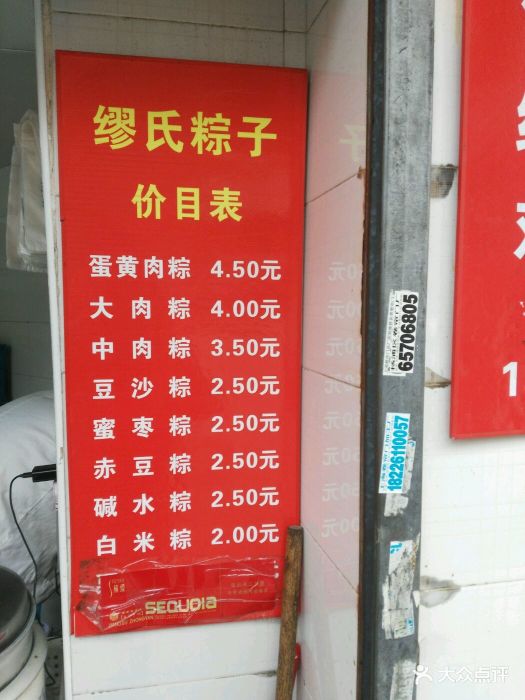 缪氏粽子
价目表
蛋黄肉粽 4.50元
大肉粽 4.00元
中肉粽 3.50元
豆沙粽 2.50元
蜜枣粽 2.50元
赤豆粽 2.50元
碱水粽 2.50元
白米粽 2.00元
SEQUOIA
65706805
18226110057
大众点评